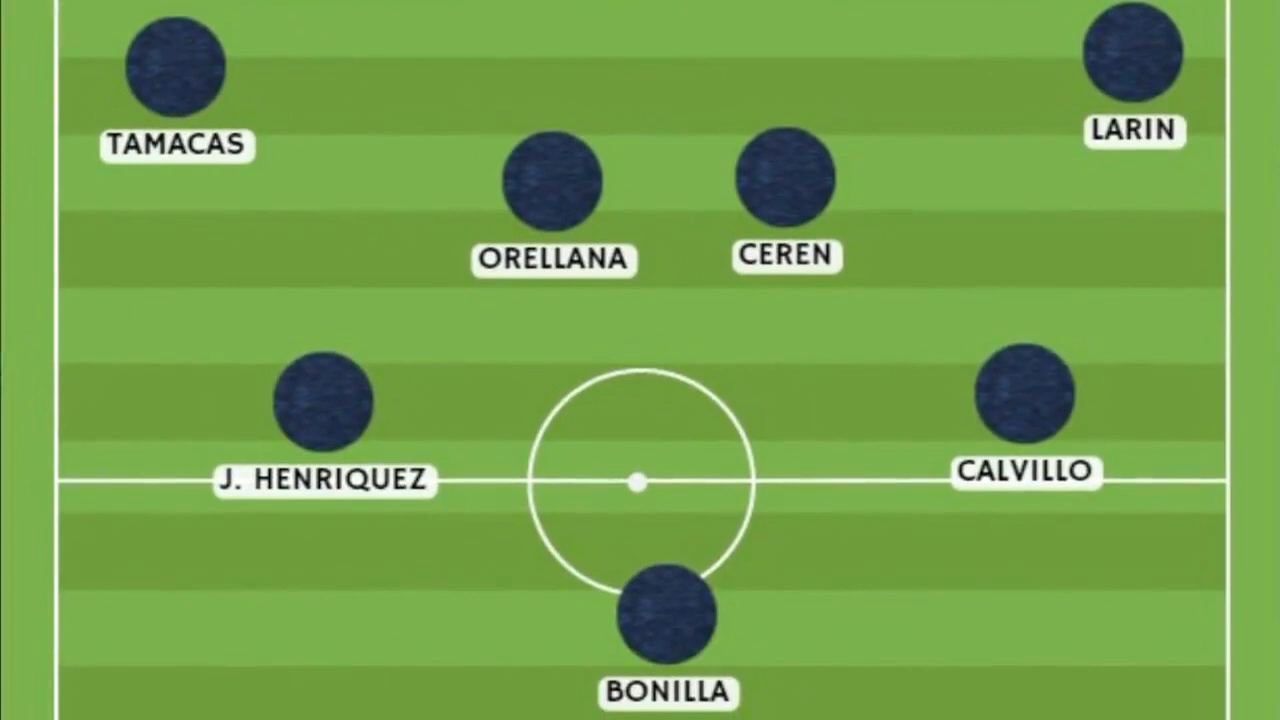 TAMACAS
LARIN
ORELLANA
CEREN
J. HENRIQUEZ
CALVILLO
BONILLA